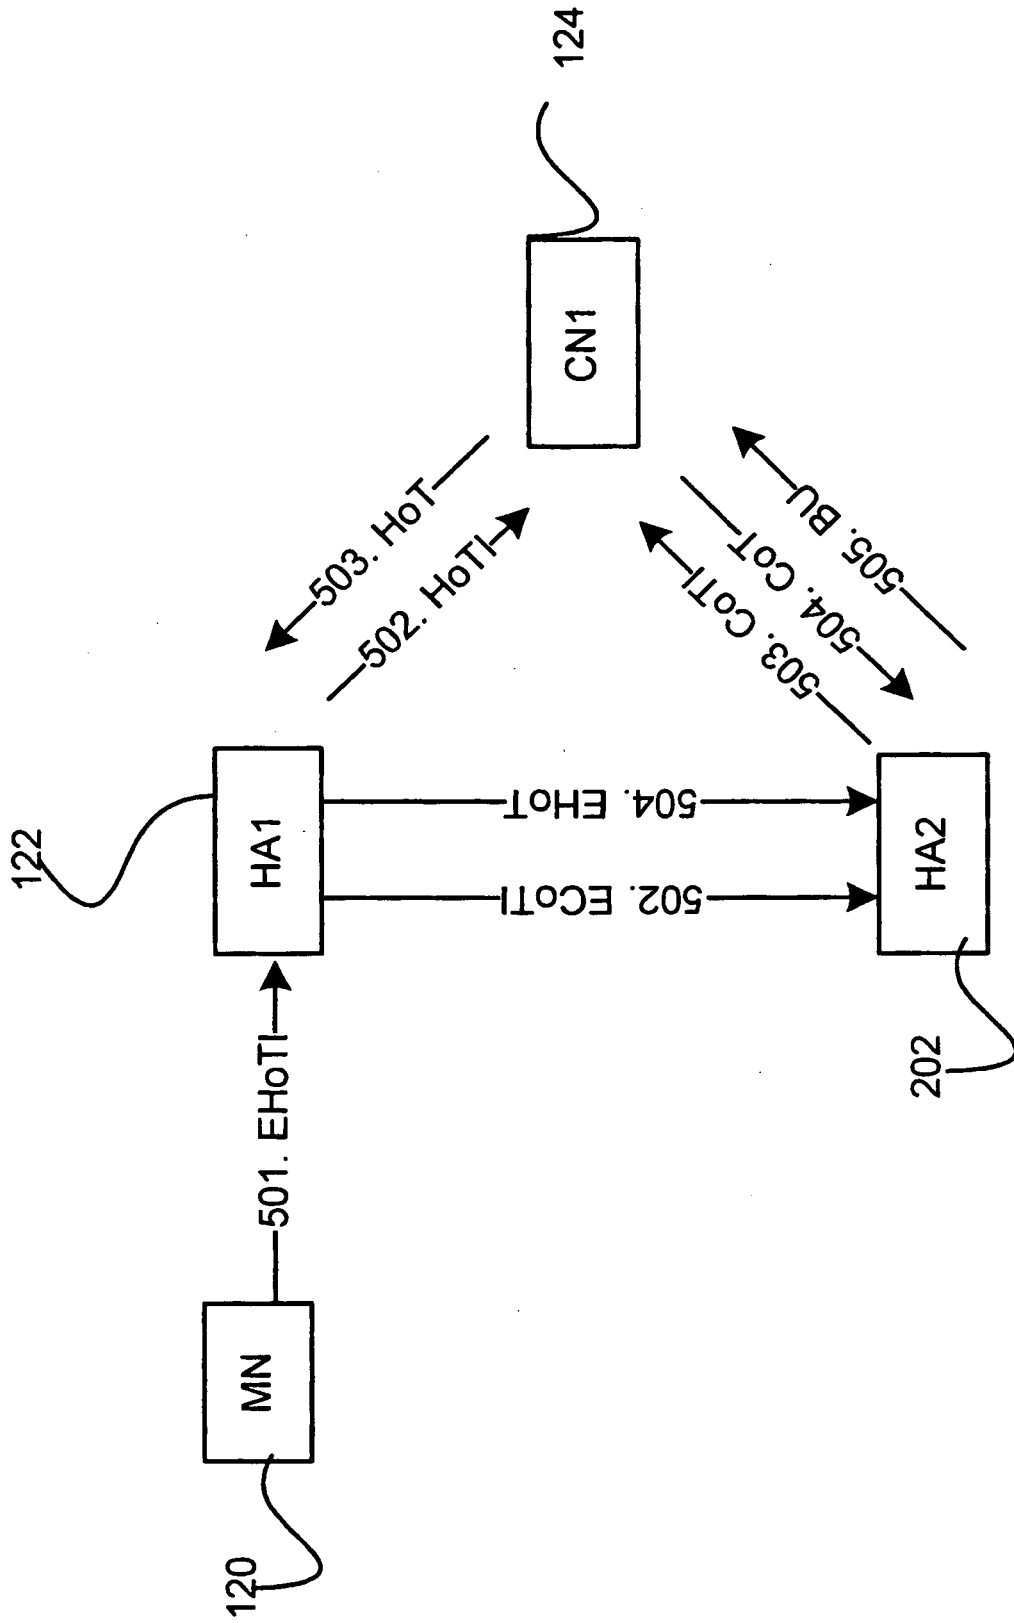 120
MN
501. EHoTI
122
HA1
503. HoT
502. HoTI
502. ECoTI
504. EHoT
202
HA2
503. CoTI
504. CoT
505. BU
CN1
124